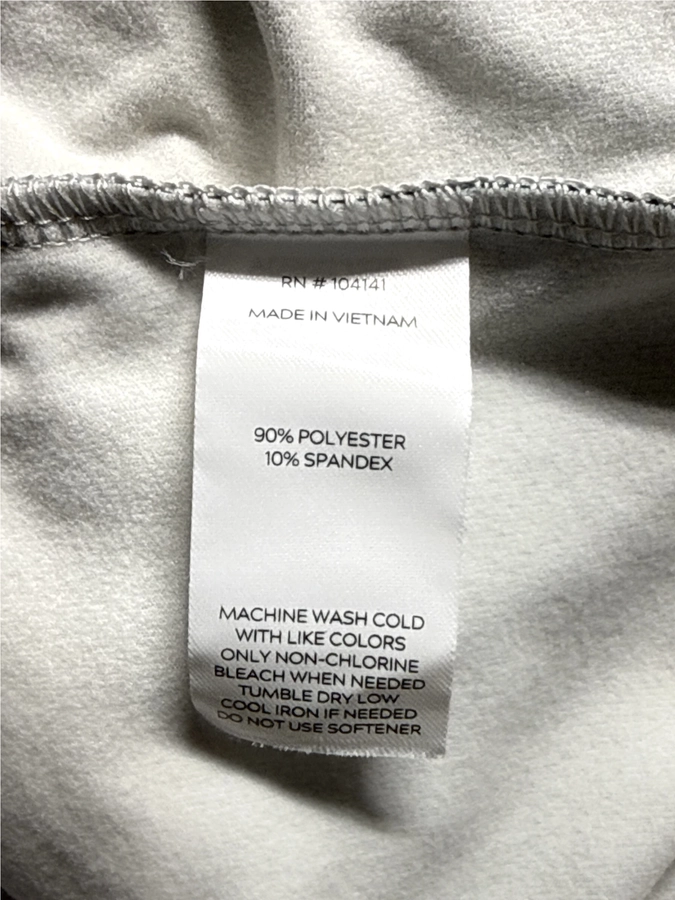 RN # 104141
MADE IN VIETNAM
90% POLYESTER
10% SPANDEX
MACHINE WASH COLD
WITH LIKE COLORS
ONLY NON-CHLORINE
BLEACH WHEN NEEDED
TUMBLE DRY LOW
COOL IRON IF NEEDED
DO NOT USE SOFTENER